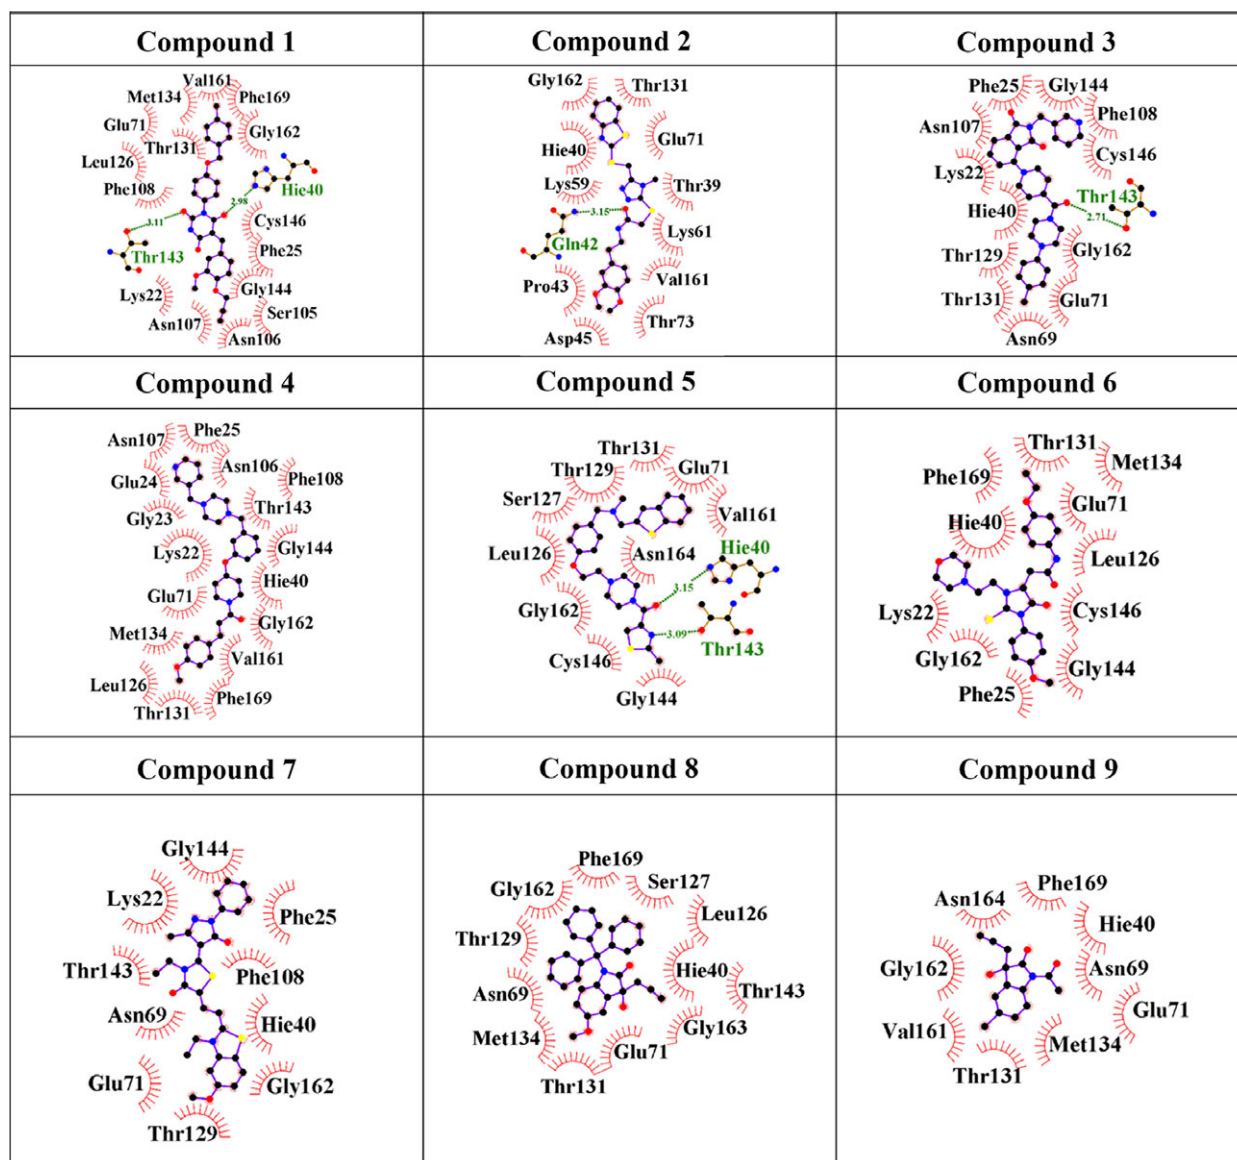 Compound 1
Compound 2
Compound 3
Val161
Met134
Phe169
Glu71
Gly162
Thr131
Leu126
Hie40
Phe108
2.98
Cys146
3.11
Thr143
Phe25
Lys22
Gly144
Ser105
Asn107
Asn106
Gly162
Thr131
Glu71
Hie40
Lys59
Thr39
3.15
Gln42
Lys61
Pro43
Val161
Thr73
Asp45
Phe25
Gly144
Phe108
Asn107
Cys146
Lys22
Thr143
Hie40
2.71
Thr129
Gly162
Thr131
Glu71
Asn69
Compound 4
Compound 5
Compound 6
Phe25
Asn107
Asn106
Glu24
Phe108
Thr143
Gly23
Lys22
Gly144
Hie40
Glu71
Gly162
Met134
Val161
Leu126
Phe169
Thr131
Thr131
Thr129
Glu71
Ser127
Val161
Hie40
Leu126
Asn164
3.15
Gly162
3.09
Thr143
Cys146
Gly144
Thr131
Met134
Phe169
Glu71
Hie40
Leu126
Lys22
Cys146
Gly162
Gly144
Phe25
Compound 7
Compound 8
Compound 9
Gly144
Lys22
Phe25
Thr143
Phe108
Asn69
Hie40
Glu71
Gly162
Thr129
Phe169
Gly162
Ser127
Leu126
Thr129
Hie40
Asn69
Thr143
Met134
Gly163
Glu71
Thr131
Phe169
Asn164
Hie40
Gly162
Asn69
Glu71
Val161
Met134
Thr131